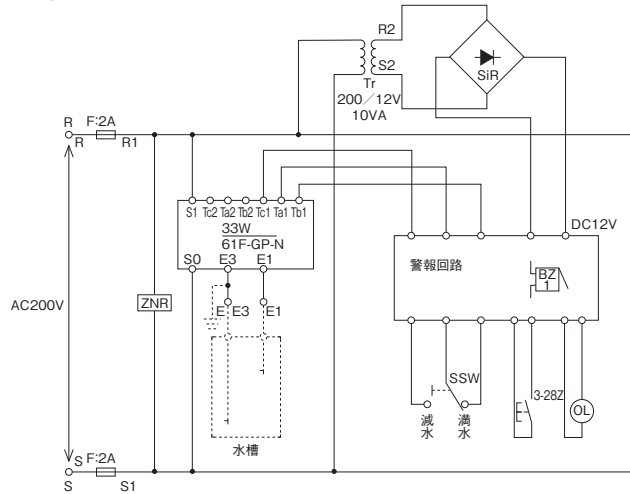 R2
S2
SiR
Tr
200/12V
10VA
R F:2A
R R1
S1 Tc2 Ta2 Tb2 Tc1 Ta1 Tb1
33W
61F-GP-N
S0 E3 E1
DC12V
警報回路
BZ
1
AC200V
ZNR
E E3 E1
SSW
3-28Z
OL
減水
満水
水槽
S F:2A
S S1